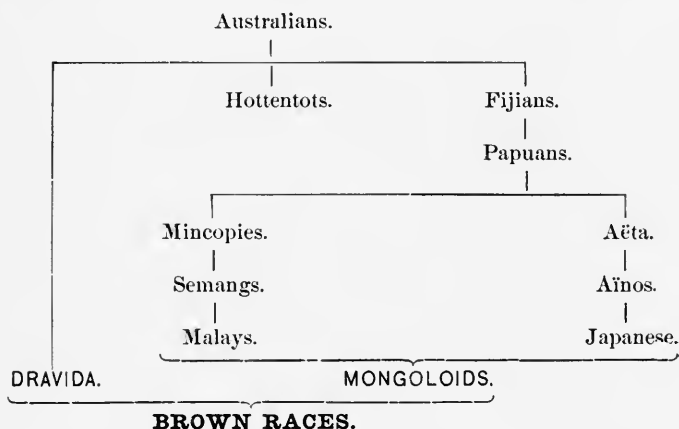 Australians.
Hottentots. Fijians.
Papuans.
Mincopies. Aëta.
Semangs. Aïnos.
Malays. Japanese.
DRAVIDA. MONGOLOIDS.
BROWN RACES.